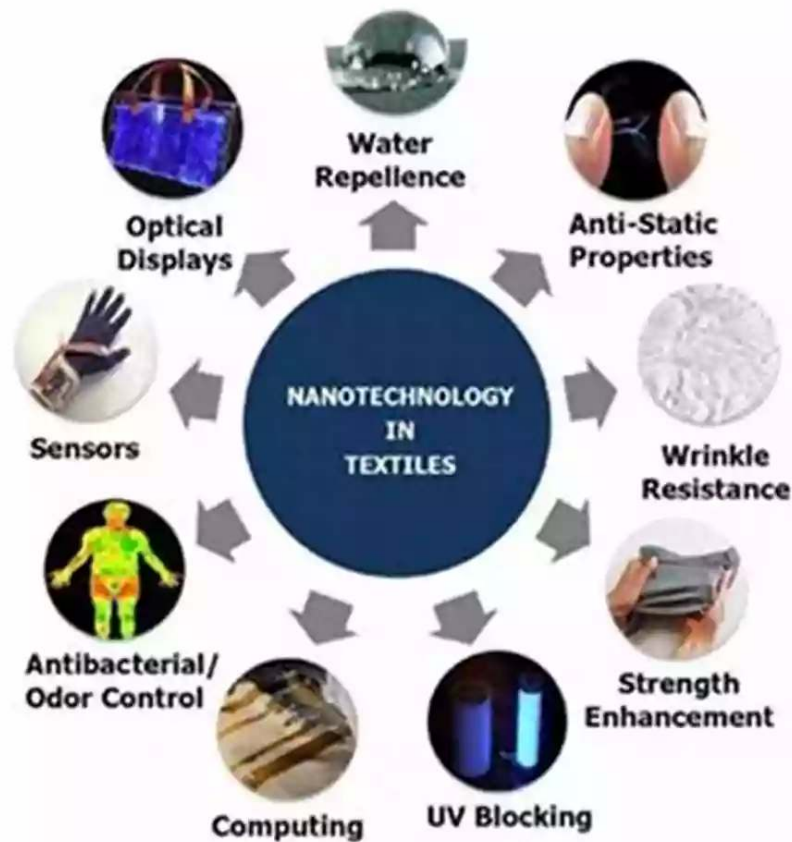 Water
Repellence
Optical
Displays
Anti-Static
Properties
Sensors
NANOTECHNOLOGY
IN
TEXTILES
Wrinkle
Resistance
Antibacterial/
Odor Control
Strength
Enhancement
Computing
UV Blocking